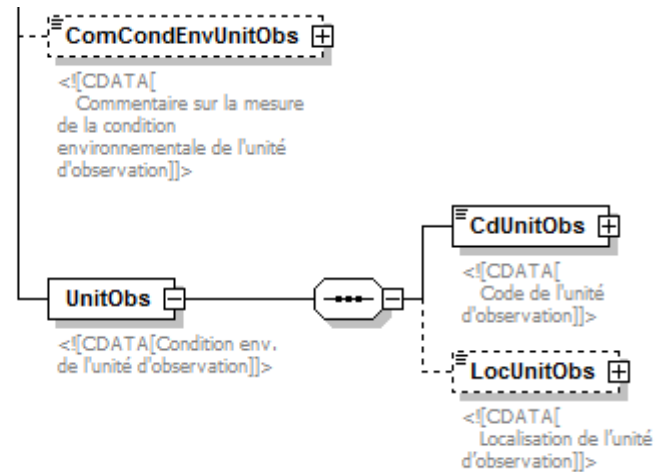 ComCondEnvUnitObs
<![CDATA[
Commentaire sur la mesure
de la condition
environnementale de l'unité
d'observation]]>
CdUnitObs
<![CDATA[
Code de l'unité
d'observation]]>
UnitObs
<![CDATA[Condition env.
de l'unité d'observation]]>
LocUnitObs
<![CDATA[
Localisation de l’unité
d’observation]]>